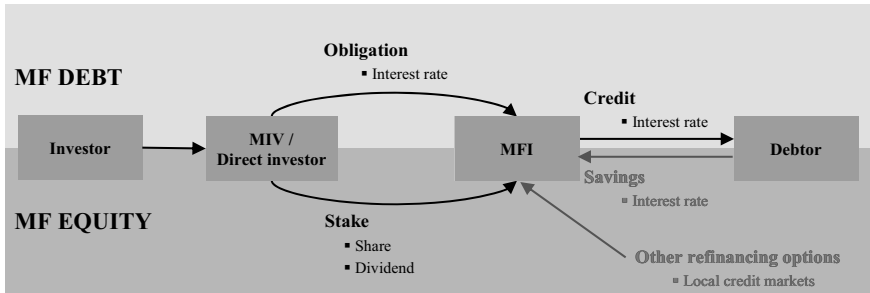 Obligation
▪ Interest rate
MF DEBT
Credit
▪ Interest rate
Investor
MIV /
Direct investor
MFI
Debtor
Savings
▪ Interest rate
MF EQUITY
Stake
▪ Share
▪ Dividend
Other refinancing options
▪ Local credit markets